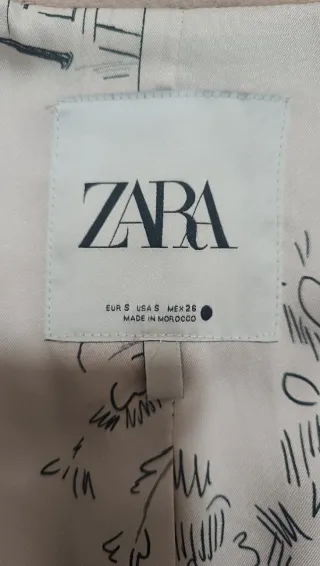 ZARA
EUR S USA S MEX 26
MADE IN MOROCCO